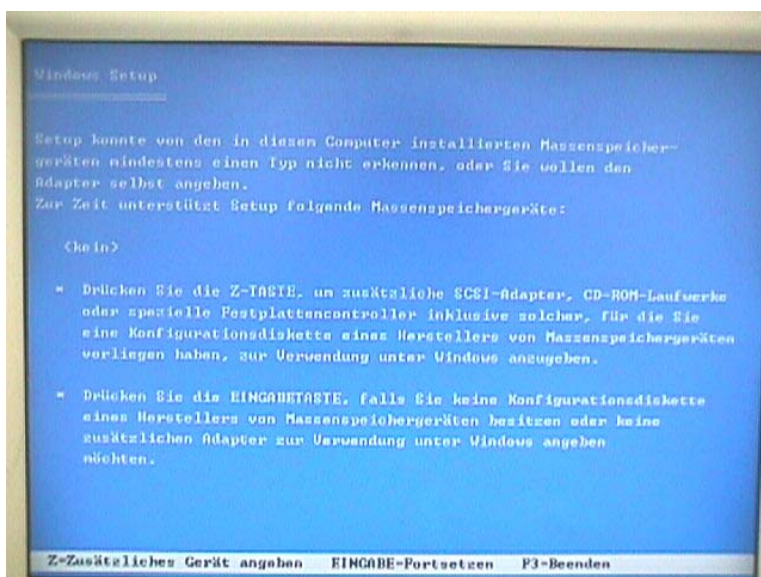 Windows Setup
Setup konnte von den in diesem Computer installierten Massenspeicher-
geräten mindestens einen Typ nicht erkennen, oder Sie wollen den
Adapter selbst angeben.
Zur Zeit unterstützt Setup folgende Massenspeichergeräte:
<kein>
* Drücken Sie die Z-TASTE, um zusätzliche SCSI-Adapter, CD-ROM-Laufwerke
oder spezielle Festplattencontroller inklusive solcher, für die Sie
eine Konfigurationsdiskette eines Herstellers von Massenspeichergeräten
vorliegen haben, zur Verwendung unter Windows anzugeben.
* Drücken Sie die EINGABETASTE, falls Sie keine Konfigurationsdiskette
eines Herstellers von Massenspeichergeräten besitzen oder keine
zusätzlichen Adapter zur Verwendung unter Windows angeben
möchten.
Z=Zusätzliches Gerät angeben EINGABE=Fortsetzen F3=Beenden